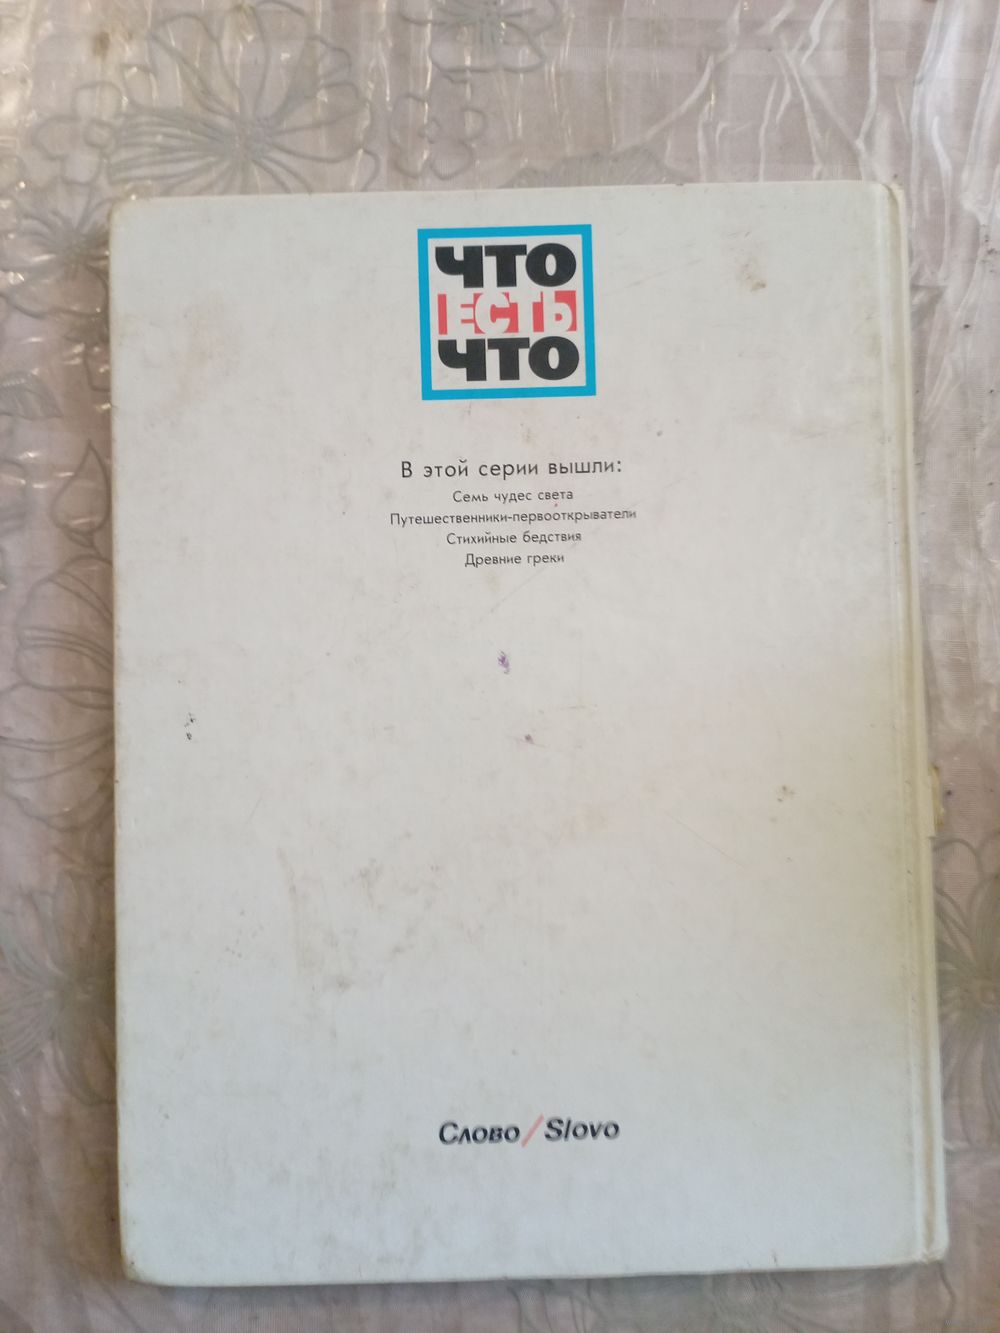 ЧТО
ЕСТЬ
ЧТО
В этой серии вышли:
Семь чудес света
Путешественники-первооткрыватели
Стихийные бедствия
Древние греки
Слово/Slovo